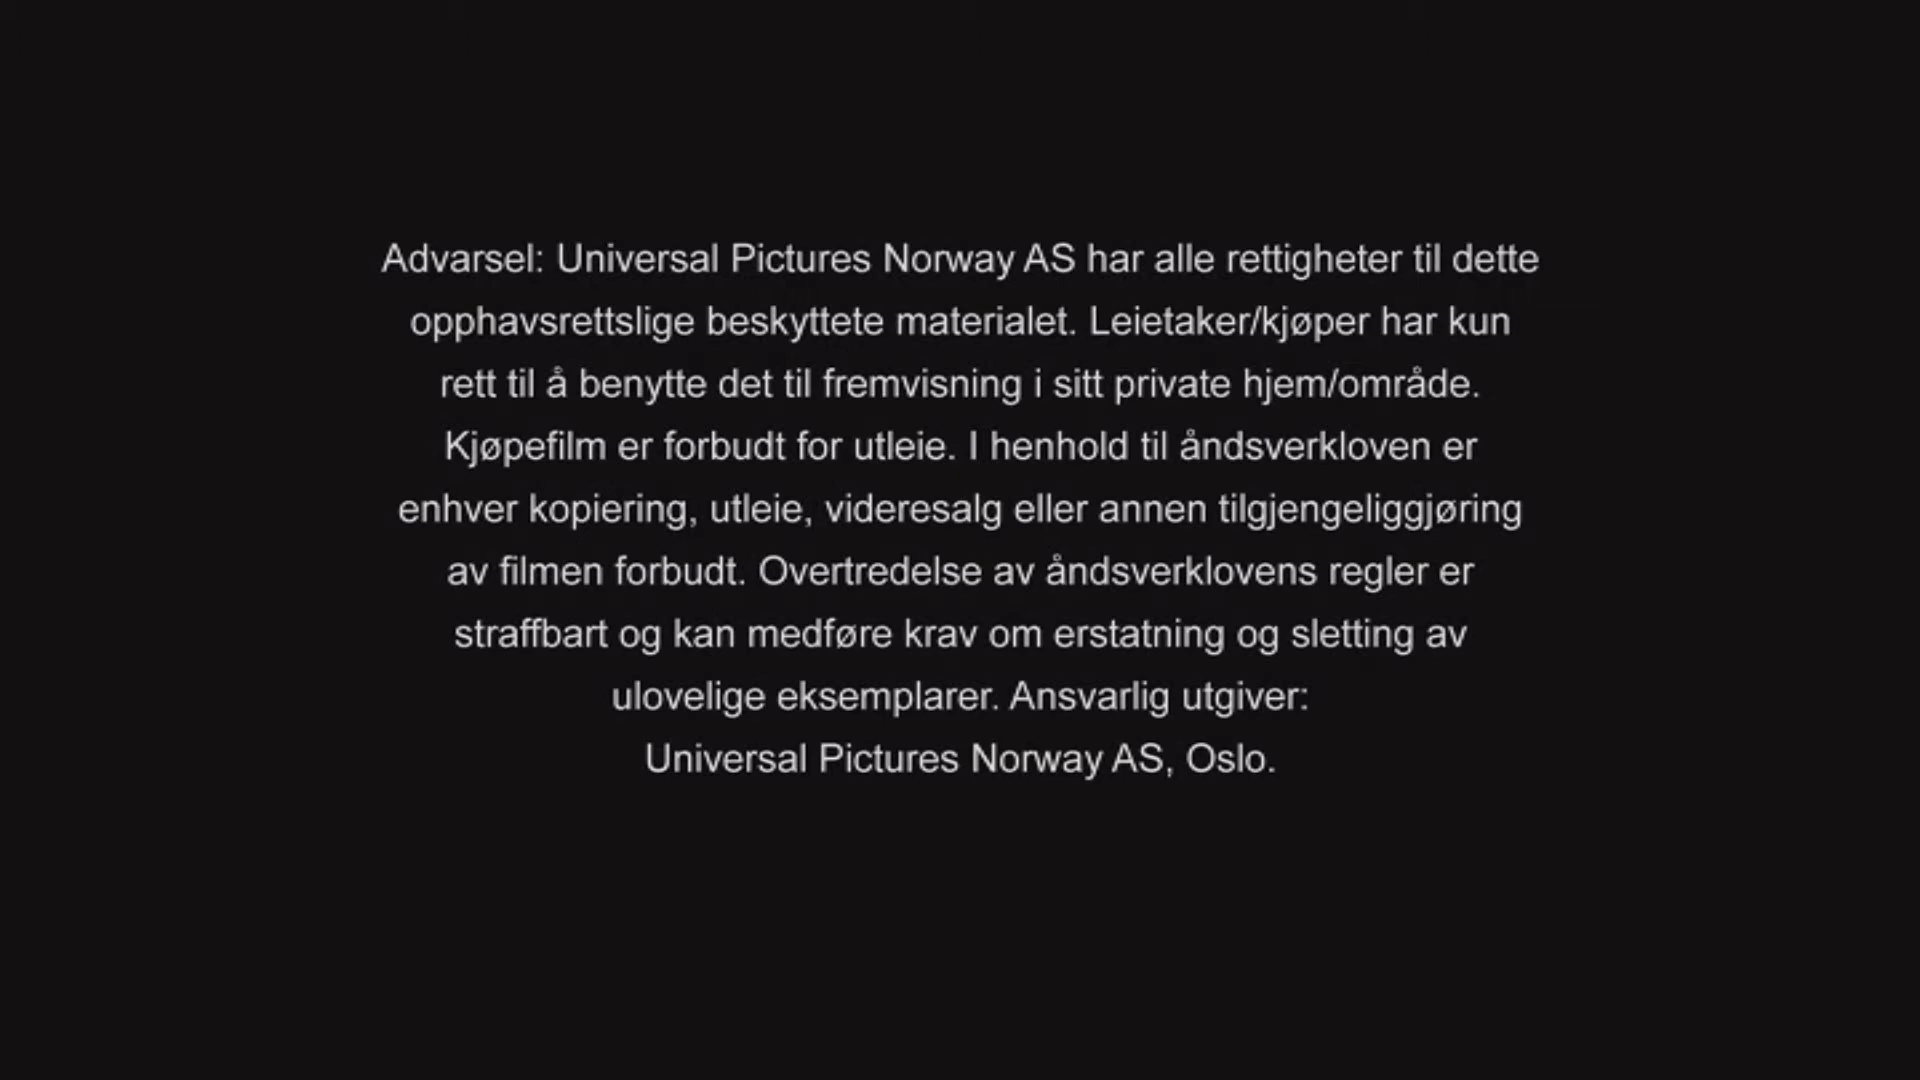 Advarsel: Universal Pictures Norway AS har alle rettigheter til dette
opphavsrettslige beskyttete materialet. Leietaker/kjøper har kun
rett til å benytte det til fremvisning i sitt private hjem/område.
Kjøpefilm er forbudt for utleie. I henhold til åndsverkloven er
enhver kopiering, utleie, videresalg eller annen tilgjengeliggjøring
av filmen forbudt. Overtredelse av åndsverklovens regler er
straffbart og kan medføre krav om erstatning og sletting av
ulovelige eksemplarer. Ansvarlig utgiver:
Universal Pictures Norway AS, Oslo.